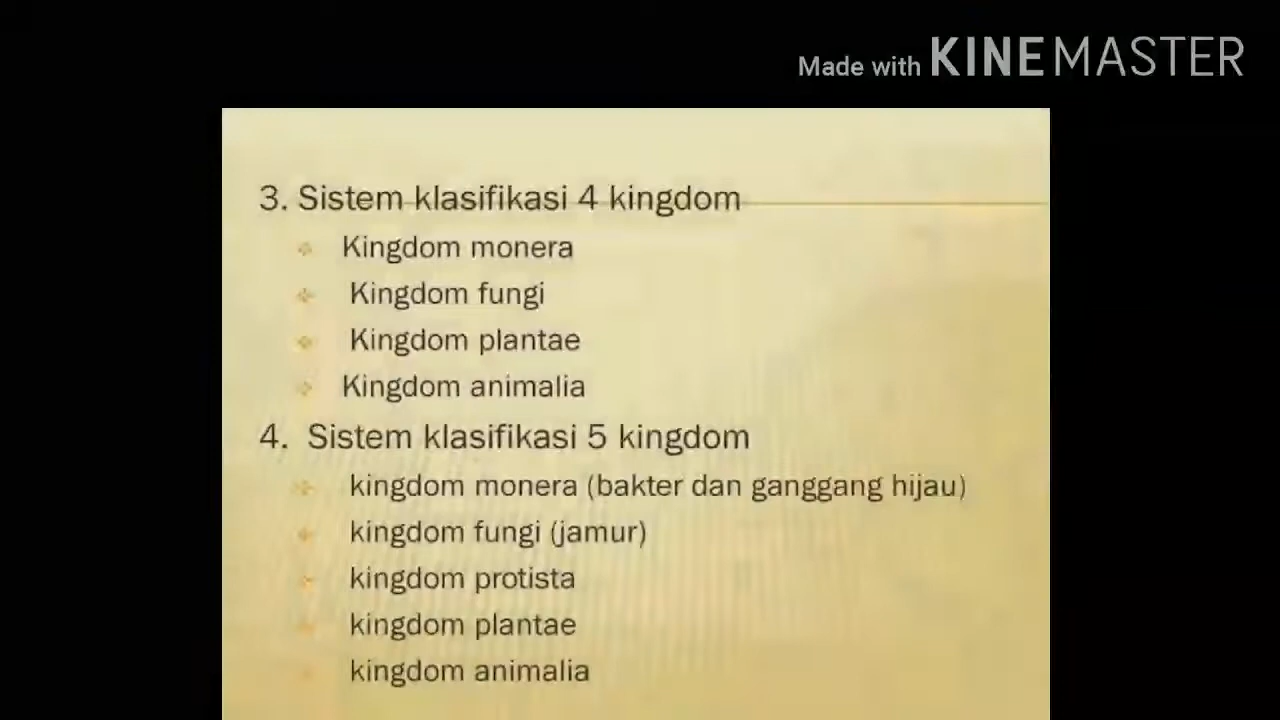 Made with KINEMASTER
3. Sistem klasifikasi 4 kingdom
Kingdom monera
Kingdom fungi
Kingdom plantae
Kingdom animalia
4. Sistem klasifikasi 5 kingdom
kingdom monera (bakter dan ganggang hijau)
kingdom fungi (jamur)
kingdom protista
kingdom plantae
kingdom animalia